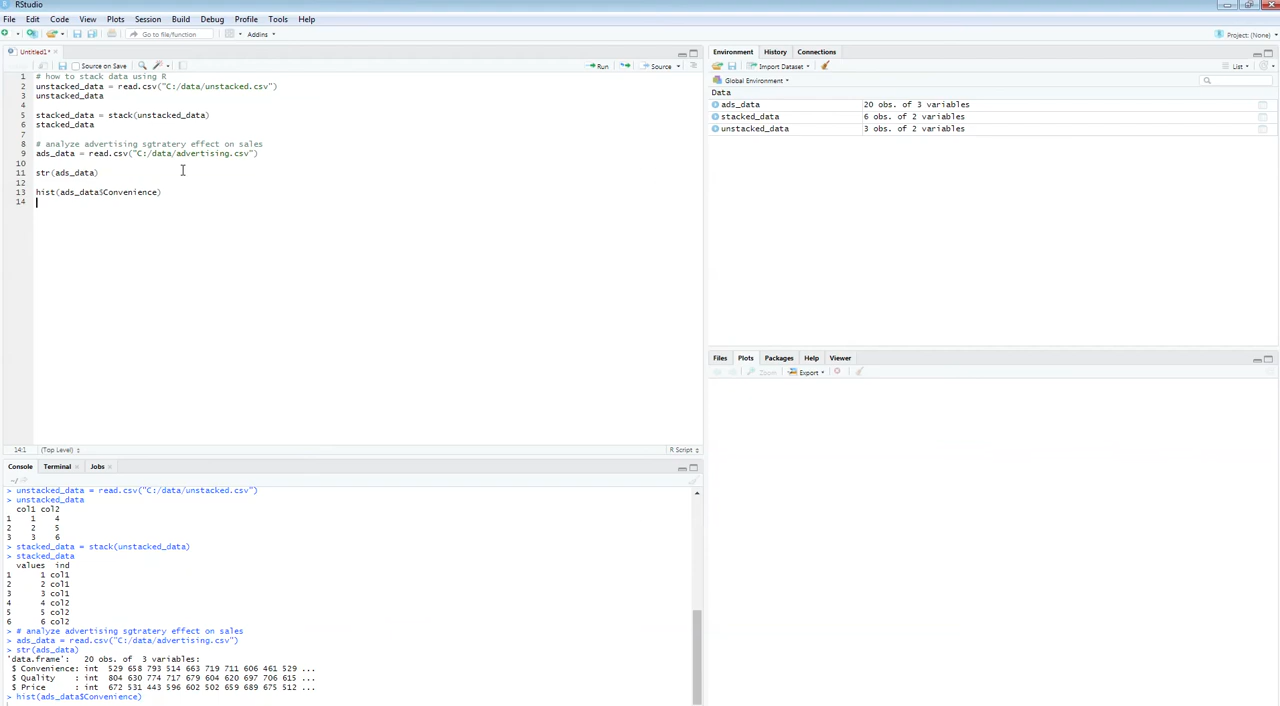 RStudio
File Edit Code View Plots Session Build Debug Profile Tools Help
Go to file/function Addins Project: (None)
Untitled1*
Source on Save Run Source
1 # how to stack data using R
2 unstacked_data = read.csv("C:/data/unstacked.csv")
3 unstacked_data
4
5 stacked_data = stack(unstacked_data)
6 stacked_data
7
8 # analyze advertising sgtratery effect on sales
9 ads_data = read.csv("C:/data/advertising.csv")
10
11 str(ads_data)
12
13 hist(ads_data$Convenience)
14
14:1 (Top Level) R Script
Console Terminal Jobs
~/
> unstacked_data = read.csv("C:/data/unstacked.csv")
> unstacked_data
col1 col2
1 1 4
2 2 5
3 3 6
> stacked_data = stack(unstacked_data)
> stacked_data
values ind
1 1 col1
2 2 col1
3 3 col1
4 4 col2
5 5 col2
6 6 col2
> # analyze advertising sgtratery effect on sales
> ads_data = read.csv("C:/data/advertising.csv")
> str(ads_data)
'data.frame': 20 obs. of 3 variables:
$ Convenience: int 529 658 793 514 663 719 711 606 461 529 ...
$ Quality : int 804 630 774 717 679 604 620 697 706 615 ...
$ Price : int 672 531 443 596 602 502 659 689 675 512 ...
> hist(ads_data$Convenience)
Environment History Connections
Import Dataset List
Global Environment
Data
ads_data 20 obs. of 3 variables
stacked_data 6 obs. of 2 variables
unstacked_data 3 obs. of 2 variables
Files Plots Packages Help Viewer
Zoom Export